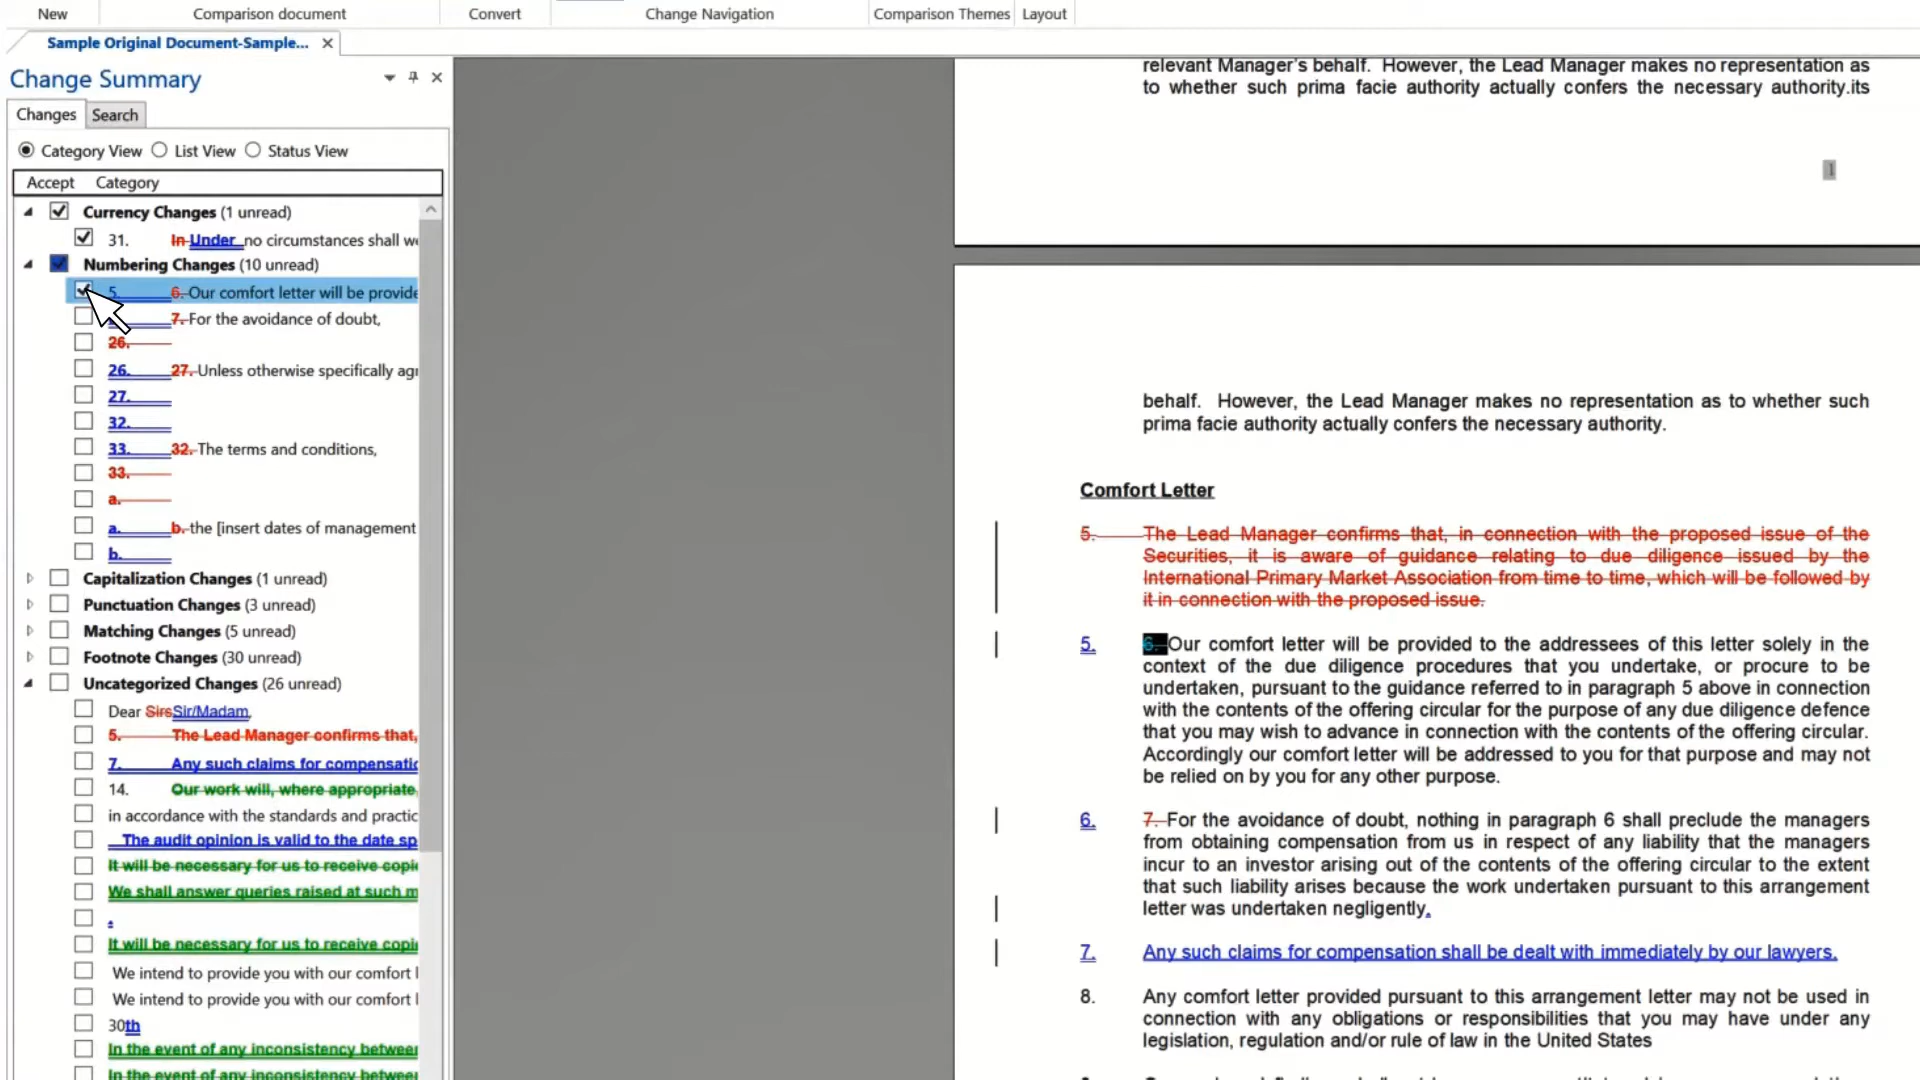 New
Comparison document
Convert
Change Navigation
Comparison Themes
Layout
Sample Original Document-Sample...
Change Summary
Changes
Search
Category View
List View
Status View
Accept
Category
Currency Changes (1 unread)
31. In Under no circumstances shall we
Numbering Changes (10 unread)
5. 6. Our comfort letter will be provide
7. For the avoidance of doubt,
26.
26. 27. Unless otherwise specifically agr
27.
32.
33. 32. The terms and conditions,
33.
a.
a. b. the [insert dates of management
b.
Capitalization Changes (1 unread)
Punctuation Changes (3 unread)
Matching Changes (5 unread)
Footnote Changes (30 unread)
Uncategorized Changes (26 unread)
Dear SirsSir/Madam,
5. The Lead Manager confirms that,
7. Any such claims for compensatic
14. Our work will, where appropriate,
in accordance with the standards and practic
The audit opinion is valid to the date sp
It will be necessary for us to receive copi
We shall answer queries raised at such m
.
It will be necessary for us to receive copi
We intend to provide you with our comfort l
We intend to provide you with our comfort l
30th
In the event of any inconsistency between
In the event of any inconsistency between
relevant Manager's behalf. However, the Lead Manager makes no representation as
to whether such prima facie authority actually confers the necessary authority.its
1
behalf. However, the Lead Manager makes no representation as to whether such
prima facie authority actually confers the necessary authority.
Comfort Letter
5. The Lead Manager confirms that, in connection with the proposed issue of the
Securities, it is aware of guidance relating to due diligence issued by the
International Primary Market Association from time to time, which will be followed by
it in connection with the proposed issue.
5. 6. Our comfort letter will be provided to the addressees of this letter solely in the
context of the due diligence procedures that you undertake, or procure to be
undertaken, pursuant to the guidance referred to in paragraph 5 above in connection
with the contents of the offering circular for the purpose of any due diligence defence
that you may wish to advance in connection with the contents of the offering circular.
Accordingly our comfort letter will be addressed to you for that purpose and may not
be relied on by you for any other purpose.
6. 7. For the avoidance of doubt, nothing in paragraph 6 shall preclude the managers
from obtaining compensation from us in respect of any liability that the managers
incur to an investor arising out of the contents of the offering circular to the extent
that such liability arises because the work undertaken pursuant to this arrangement
letter was undertaken negligently.
7. Any such claims for compensation shall be dealt with immediately by our lawyers.
8. Any comfort letter provided pursuant to this arrangement letter may not be used in
connection with any obligations or responsibilities that you may have under any
legislation, regulation and/or rule of law in the United States